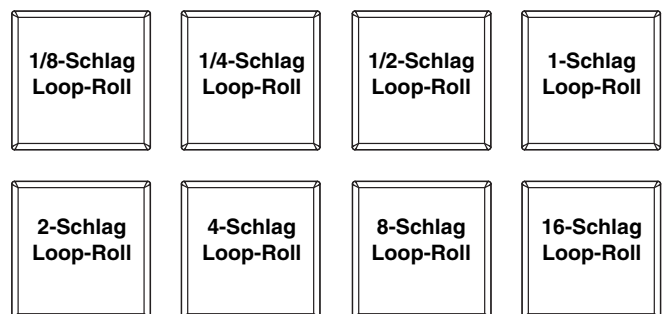 1/8-Schlag
Loop-Roll
1/4-Schlag
Loop-Roll
1/2-Schlag
Loop-Roll
1-Schlag
Loop-Roll
2-Schlag
Loop-Roll
4-Schlag
Loop-Roll
8-Schlag
Loop-Roll
16-Schlag
Loop-Roll